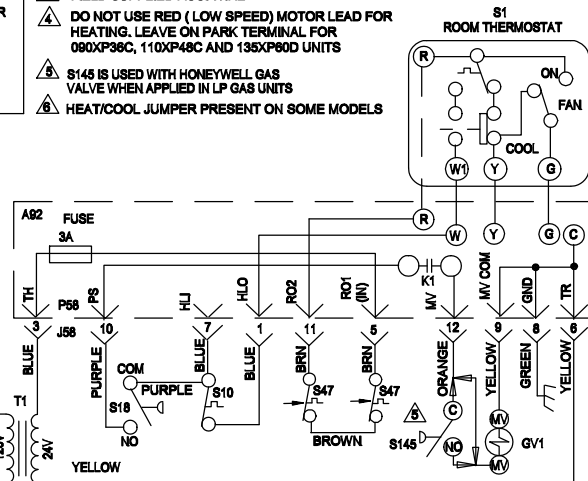 4 DO NOT USE RED ( LOW SPEED) MOTOR LEAD FOR
HEATING. LEAVE ON PARK TERMINAL FOR
090XP36C, 110XP48C AND 135XP60D UNITS
5 S145 IS USED WITH HONEYWELL GAS
VALVE WHEN APPLIED IN LP GAS UNITS
6 HEAT/COOL JUMPER PRESENT ON SOME MODELS
S1
ROOM THERMOSTAT
R
ON
FAN
COOL
W1 Y G
A92 FUSE
3A
R
W Y G C
K1
TH PS HLI HLO RO2 RO1 (IN) MV MV COM GND TR
P58
J58
3 10 7 1 11 5 12 9 8 6
BLUE PURPLE BLUE BLUE BRN BRN ORANGE YELLOW GREEN YELLOW
COM
PURPLE
S10
S47 S47
S18
NO
BROWN
5
S145
C
NO
MV
GV1
MV
T1
120V
24V
YELLOW